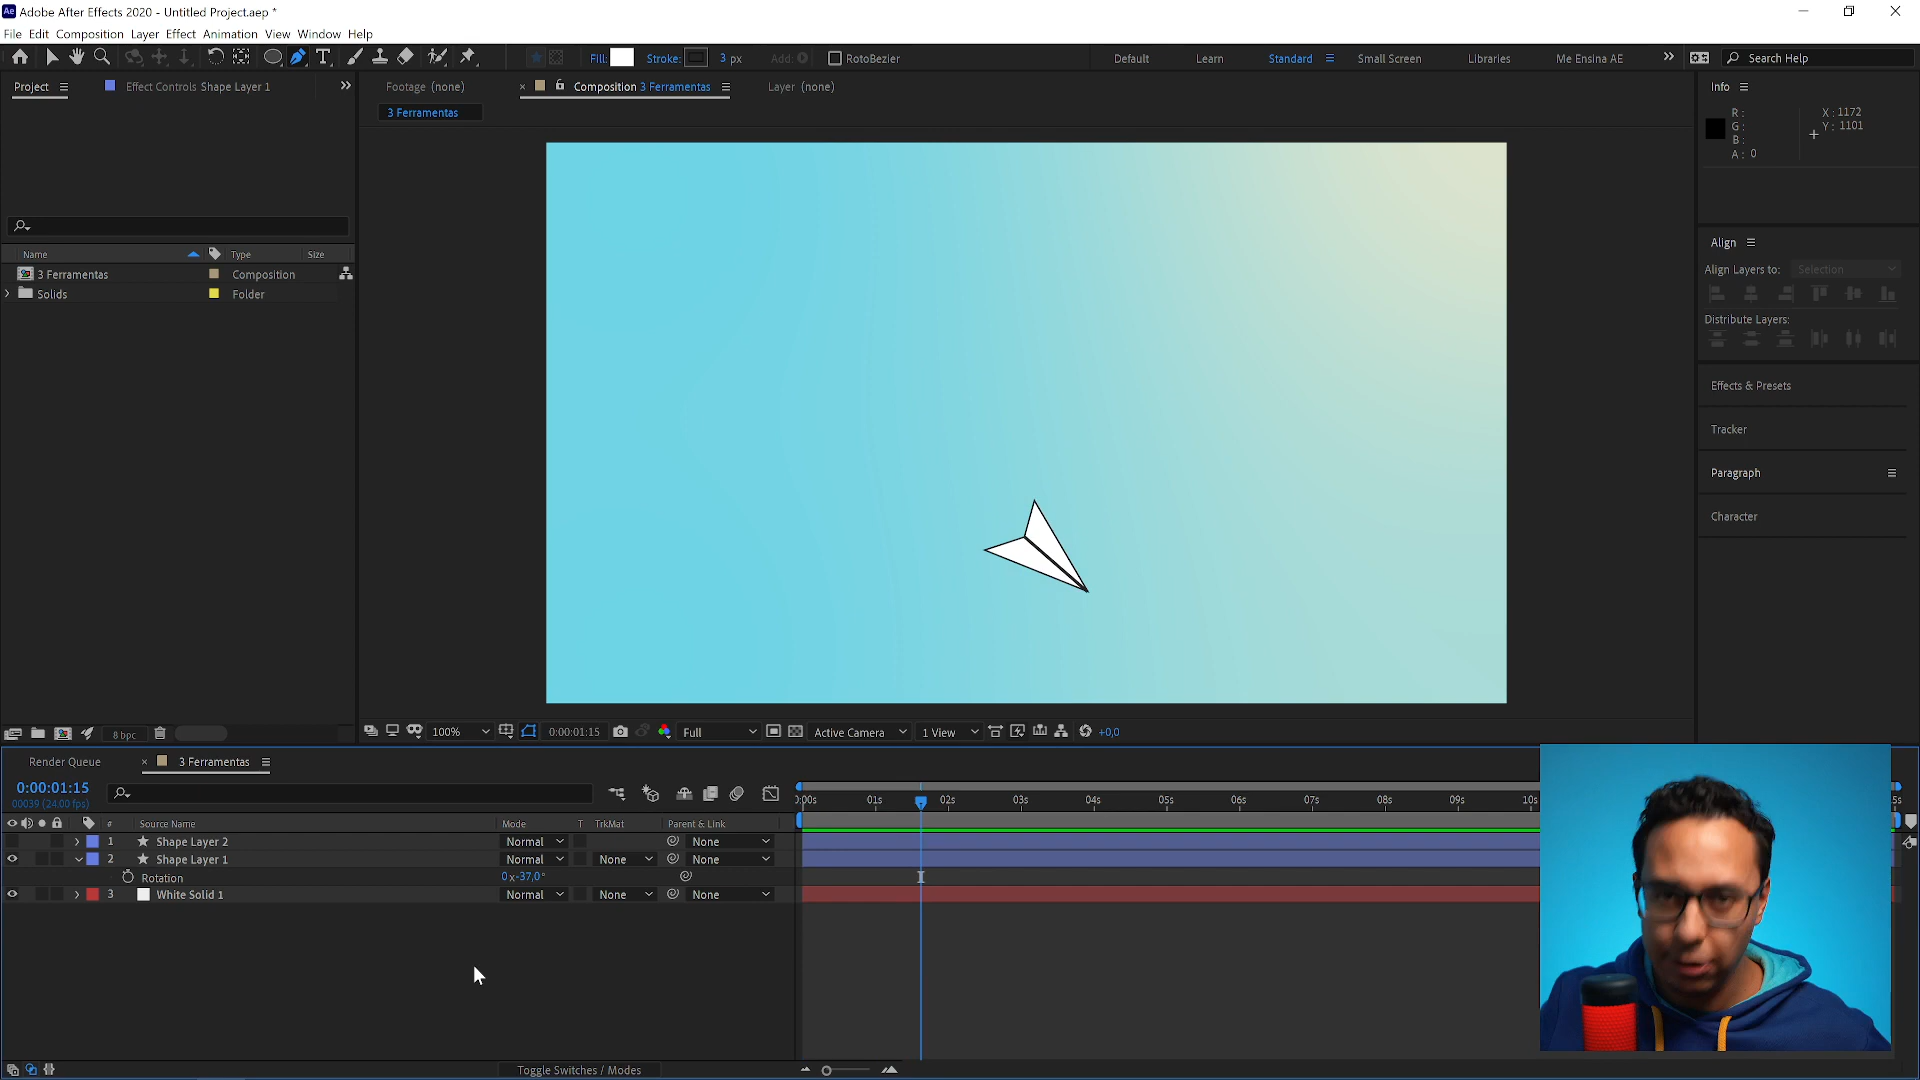 Ae Adobe After Effects 2020 - Untitled Project.aep *
File Edit Composition Layer Effect Animation View Window Help
Fill: Stroke: 3 px Add: RotoBezier Default Learn Standard Small Screen Libraries Me Ensina AE Search Help
Project Effect Controls Shape Layer 1 Footage (none) Composition 3 Ferramentas Layer (none) Info
3 Ferramentas
R: X: 1172
G: Y: 1101
B:
A: 0
Align
Name Type Size
Align Layers to: Selection
3 Ferramentas Composition
Solids Folder
Distribute Layers:
Effects & Presets
Tracker
Paragraph
Character
8 bpc 100% 0:00:01:15 Full Active Camera 1 View +0,0
Render Queue 3 Ferramentas
0:00:01:15
00039 (24.00 fps)
0:00s 01s 02s 03s 04s 05s 06s 07s 08s 09s 10s 5s
# Source Name Mode T TrkMat Parent & Link
1 Shape Layer 2 Normal None
2 Shape Layer 1 Normal None None
Rotation 0x-37,0°
3 White Solid 1 Normal None None
Toggle Switches / Modes